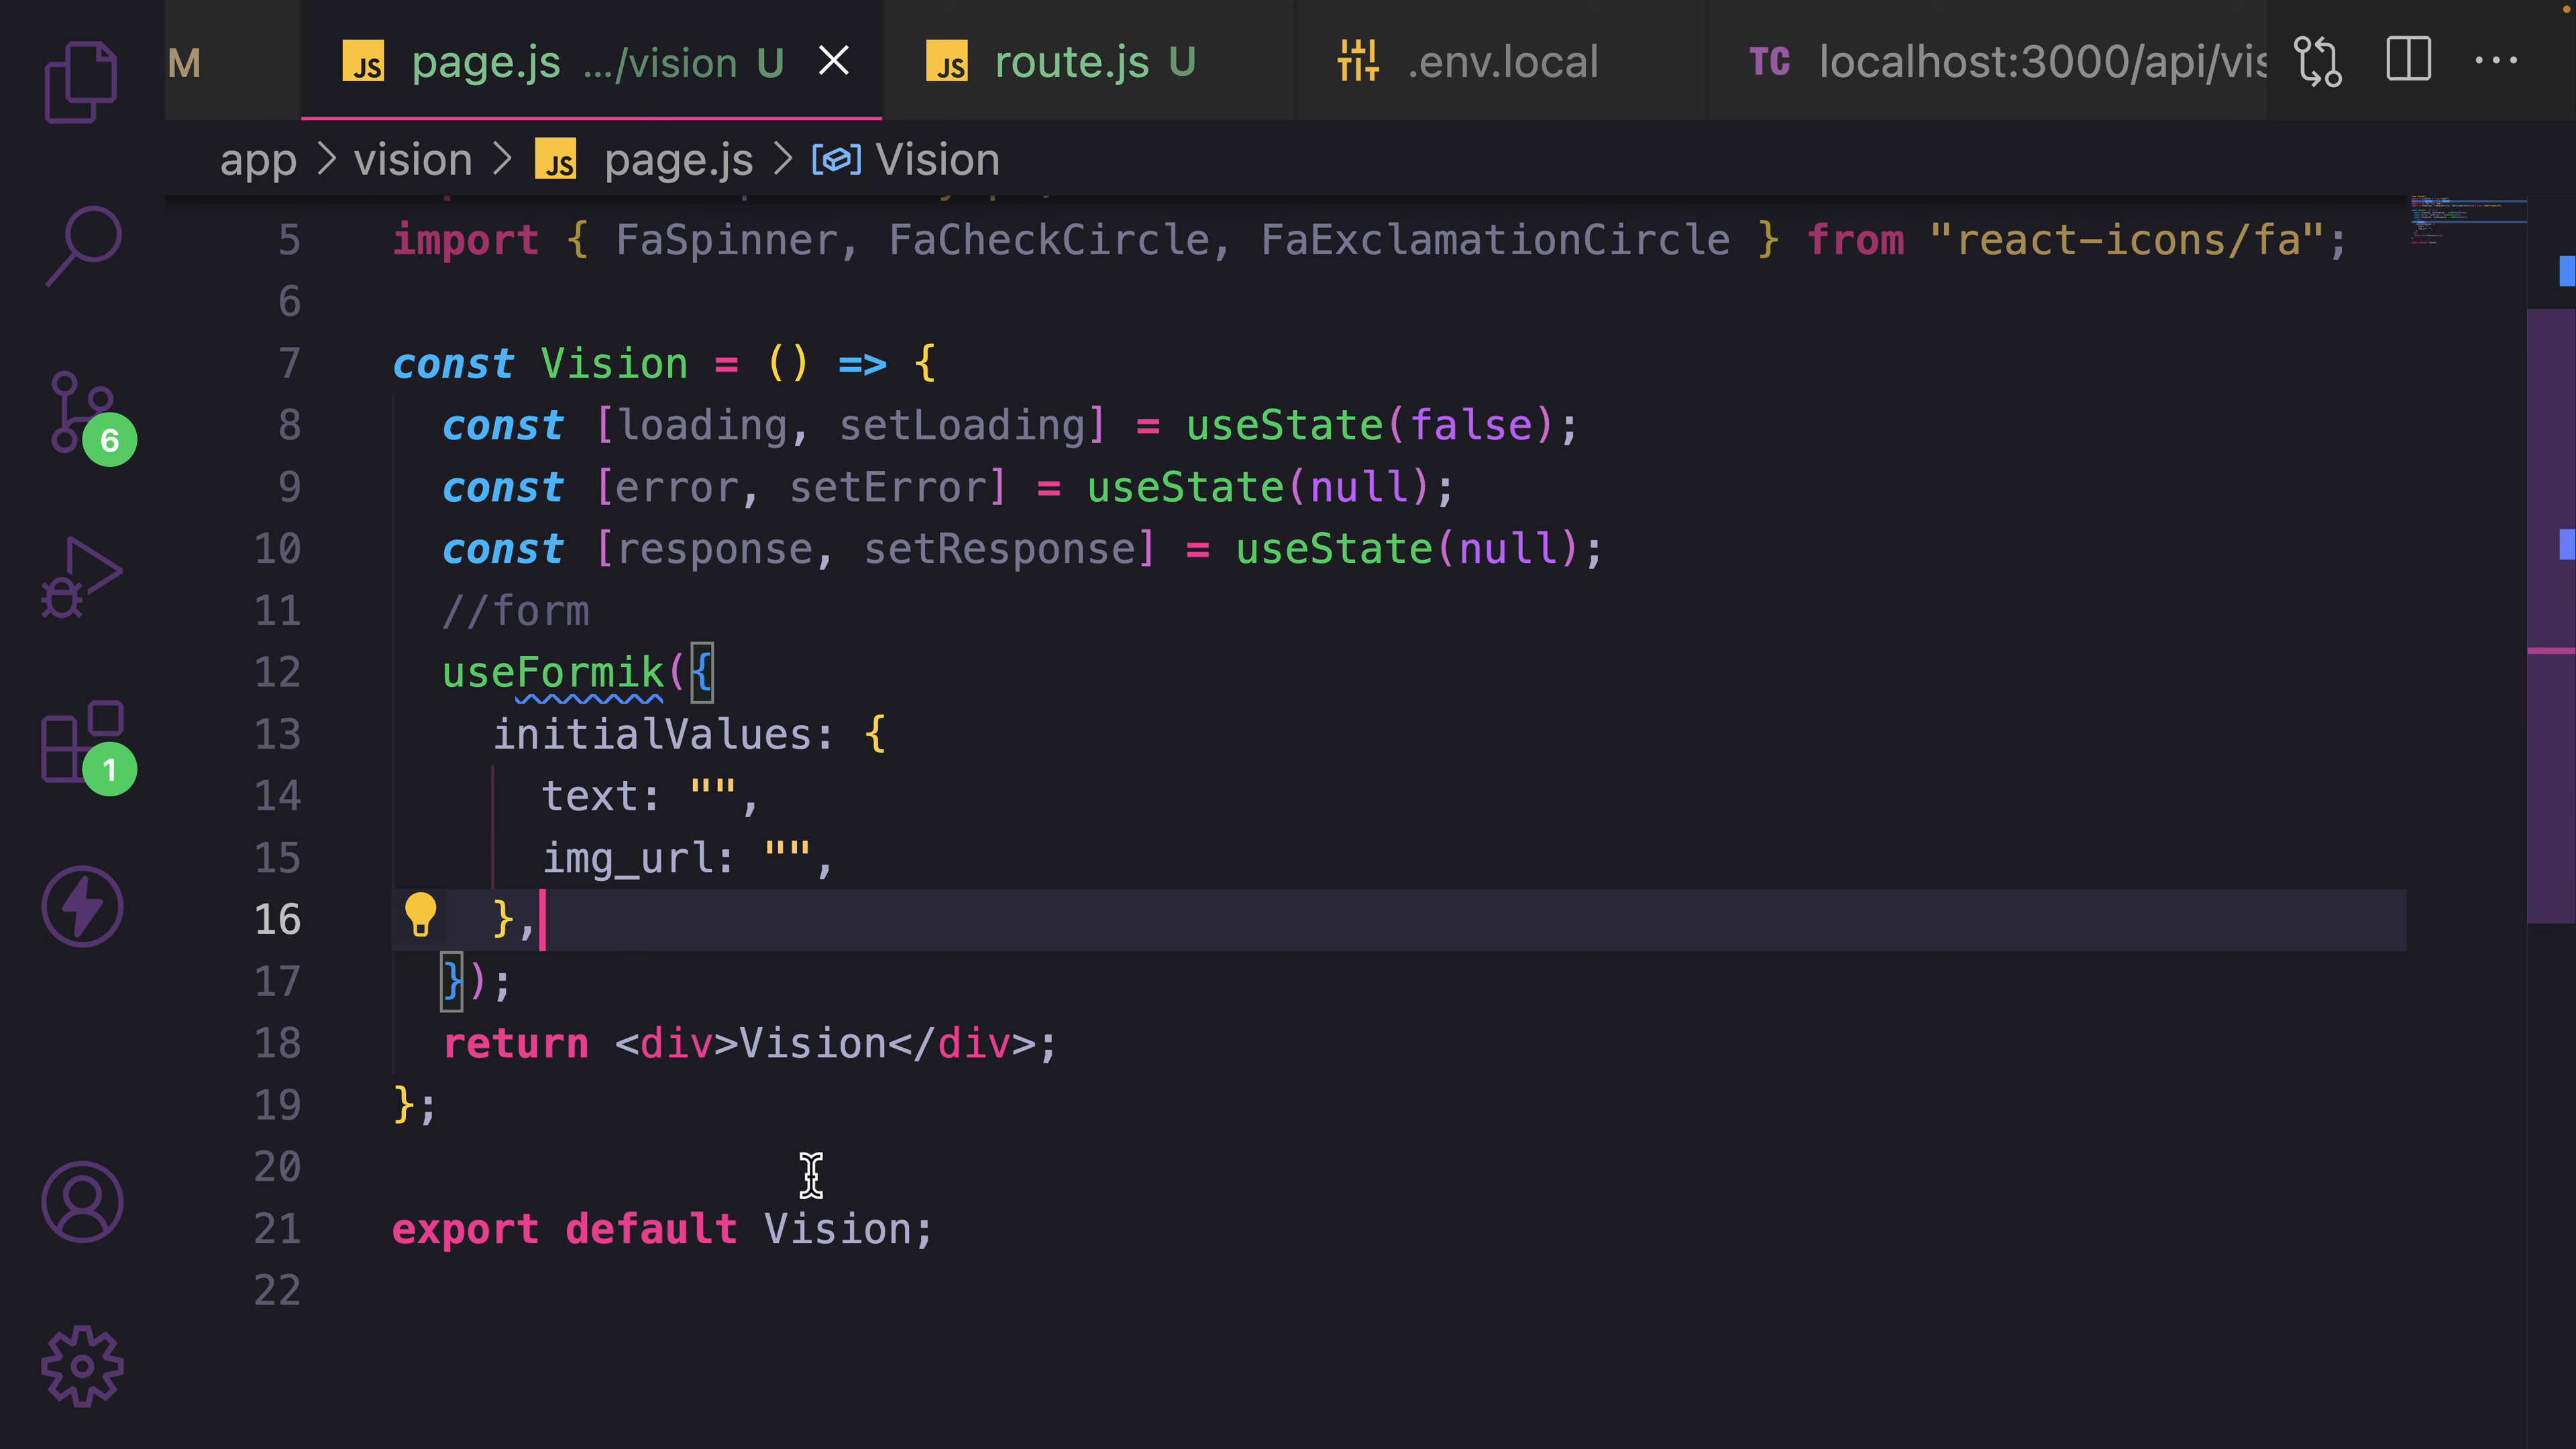 M
JS page.js .../vision U
JS route.js U
.env.local
TC localhost:3000/api/vis
app > vision > JS page.js > Vision
5 import { FaSpinner, FaCheckCircle, FaExclamationCircle } from "react-icons/fa";
6
7 const Vision = () => {
8 const [loading, setLoading] = useState(false);
9 const [error, setError] = useState(null);
10 const [response, setResponse] = useState(null);
11 //form
12 useFormik({
13 initialValues: {
14 text: "",
15 img_url: "",
16 },
17 });
18 return <div>Vision</div>;
19 };
20
21 export default Vision;
22
6
1